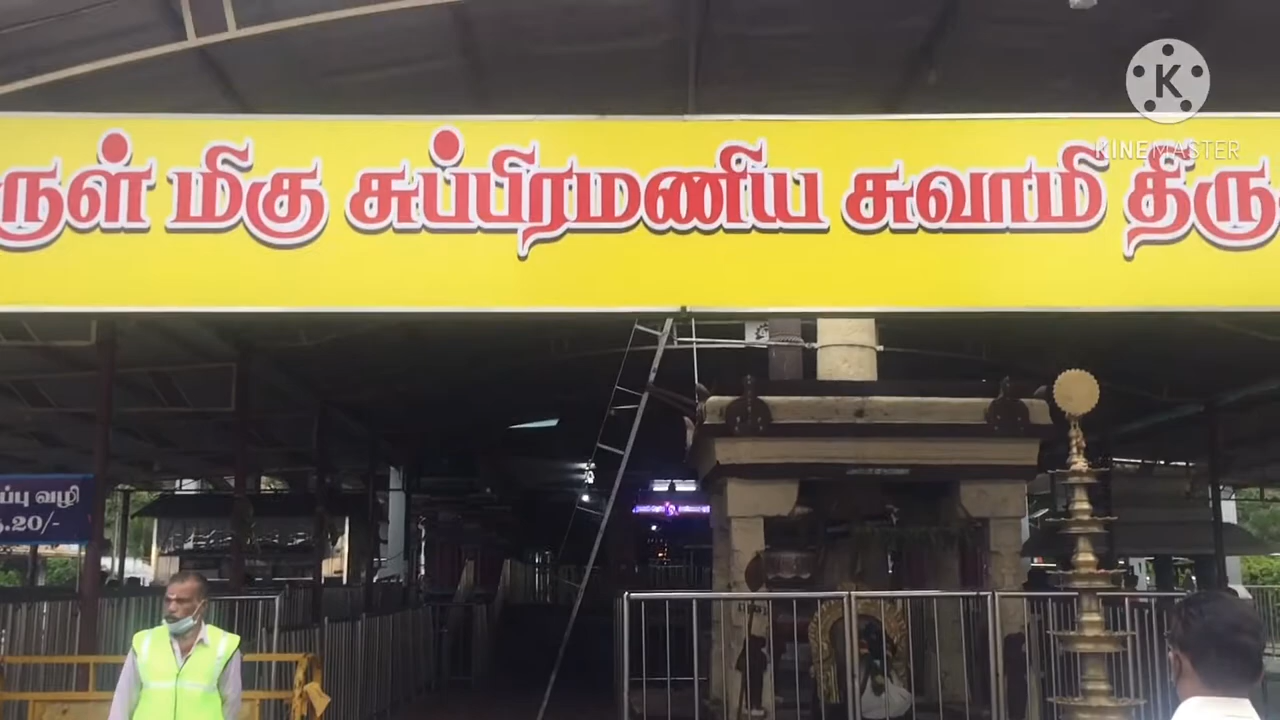 K
KINEMASTER
ருள் மிகு சுப்பிரமணிய சுவாமி திரு
ப்பு வழி
ரு.20/-